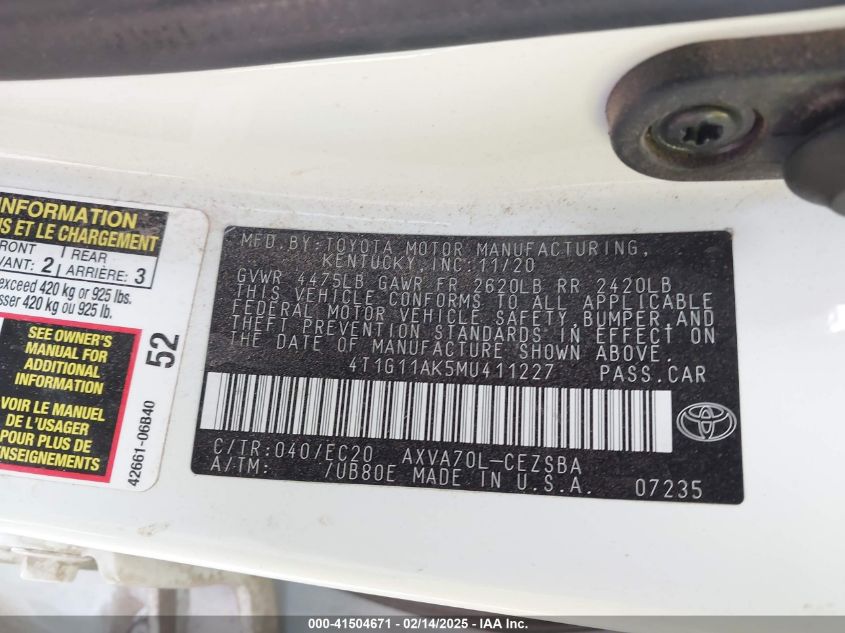 INFORMATION
US ET LE CHARGEMENT
FRONT
VANT: 2
REAR
ARRIÈRE: 3
exceed 420 kg or 925 lbs.
sser 420 kg ou 925 lb.
SEE OWNER'S
MANUAL FOR
ADDITIONAL
INFORMATION
VOIR LE MANUEL
DE L'USAGER
POUR PLUS DE
RENSEIGNEMENTS
52
42661-06B40
MFD.BY:TOYOTA MOTOR MANUFACTURING,
KENTUCKY,INC.11/20
GVWR 4475LB GAWR FR 2620LB RR 2420LB
THIS VEHICLE CONFORMS TO ALL APPLICABLE
FEDERAL MOTOR VEHICLE SAFETY,BUMPER,AND
THEFT PREVENTION STANDARDS IN EFFECT ON
THE DATE OF MANUFACTURE SHOWN ABOVE.
4T1G11AK5MU411227 PASS.CAR
C/TR:040/EC20 AXVA70L-CEZSBA
A/TM: /UB80E MADE IN U.S.A. 07235
000-41504671 - 02/14/2025 - IAA Inc.